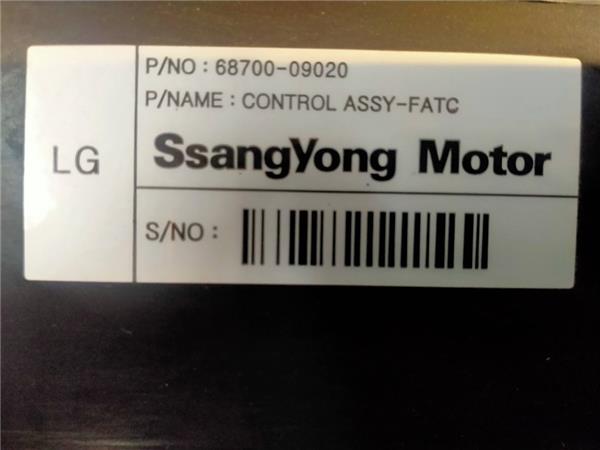 P/NO : 68700-09020
P/NAME : CONTROL ASSY-FATC
LG
SsangYong Motor
S/NO :